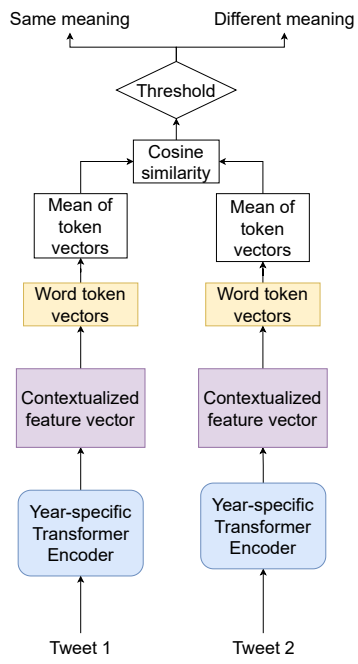 Same meaning
Different meaning
Threshold
Cosine
similarity
Mean of
token
vectors
Mean of
token
vectors
Word token
vectors
Word token
vectors
Contextualized
feature vector
Contextualized
feature vector
Year-specific
Transformer
Encoder
Year-specific
Transformer
Encoder
Tweet 1
Tweet 2